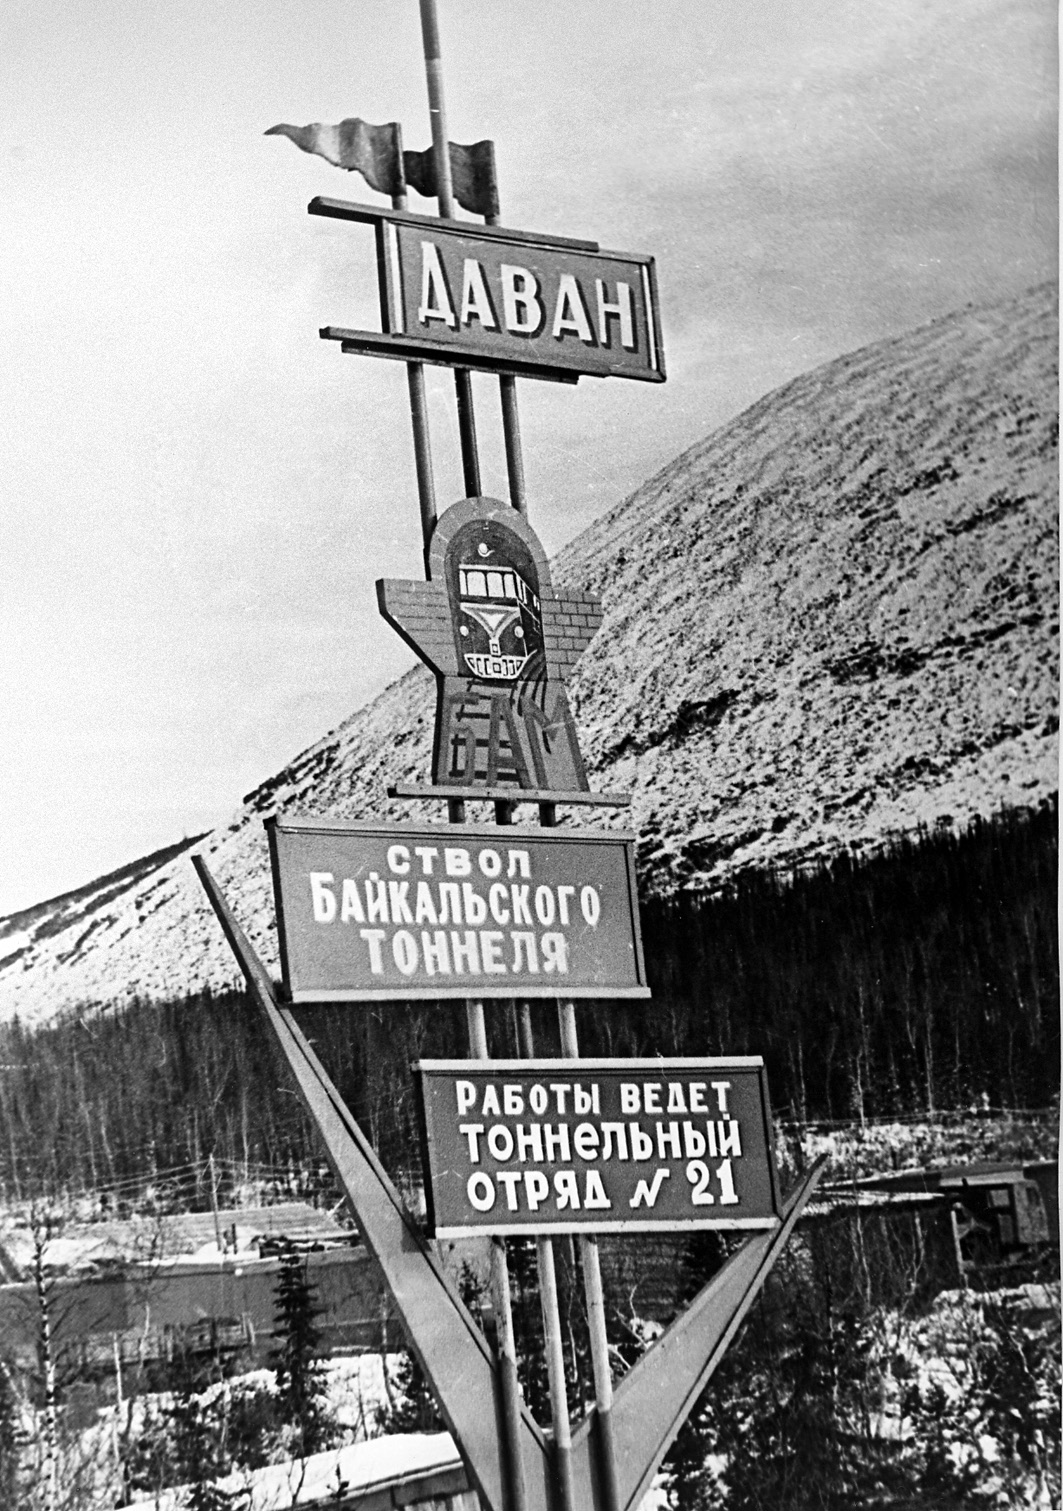 ДАВАН
БАМ
СТВОЛ
БАЙКАЛЬСКОГО
ТОННЕЛЯ
РАБОТЫ ВЕДЕТ
ТОННЕЛЬНЫЙ
ОТРЯД N 21